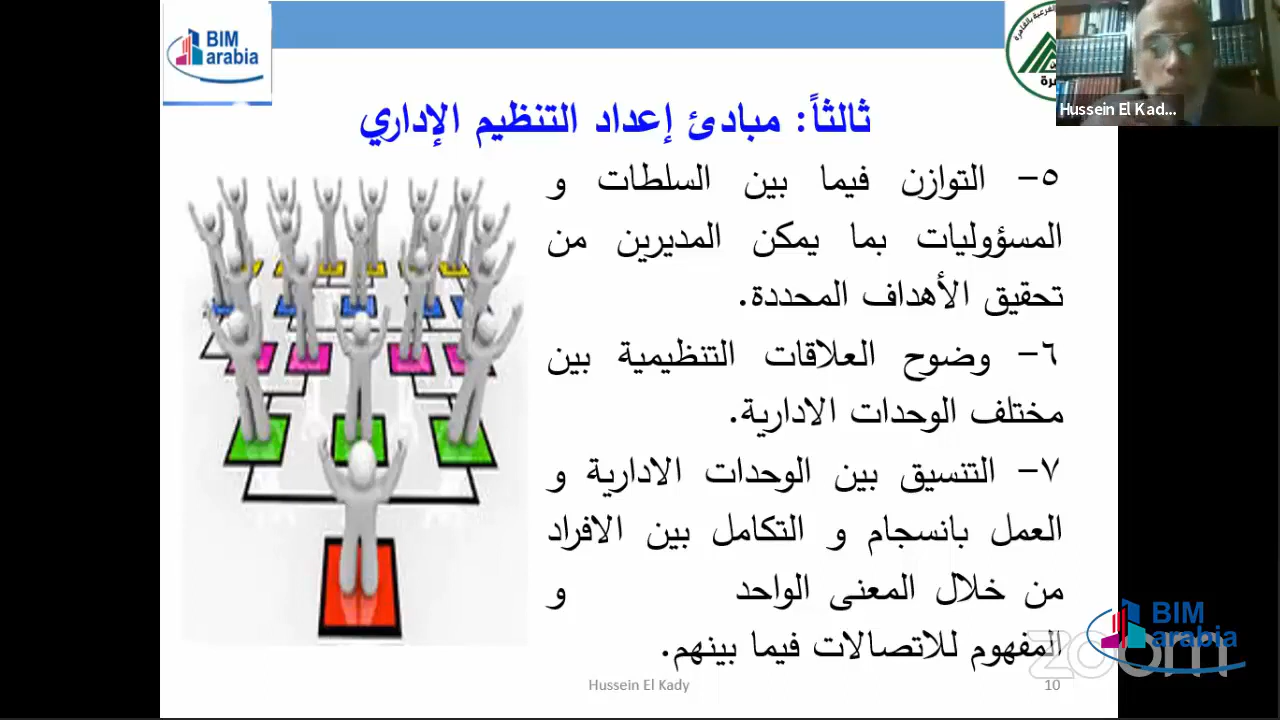 BIM
arabia
Hussein El Kad...
ثالثاً: مبادئ إعداد التنظيم الإداري
٥- التوازن فيما بين السلطات و
المسؤوليات بما يمكن المديرين من
تحقيق الأهداف المحددة.
٦- وضوح العلاقات التنظيمية بين
مختلف الوحدات الادارية.
٧- التنسيق بين الوحدات الادارية و
العمل بانسجام و التكامل بين الافراد
من خلال المعنى الواحد و
المفهوم للاتصالات فيما بينهم.
BIM
arabia
zoom
Hussein El Kady
10